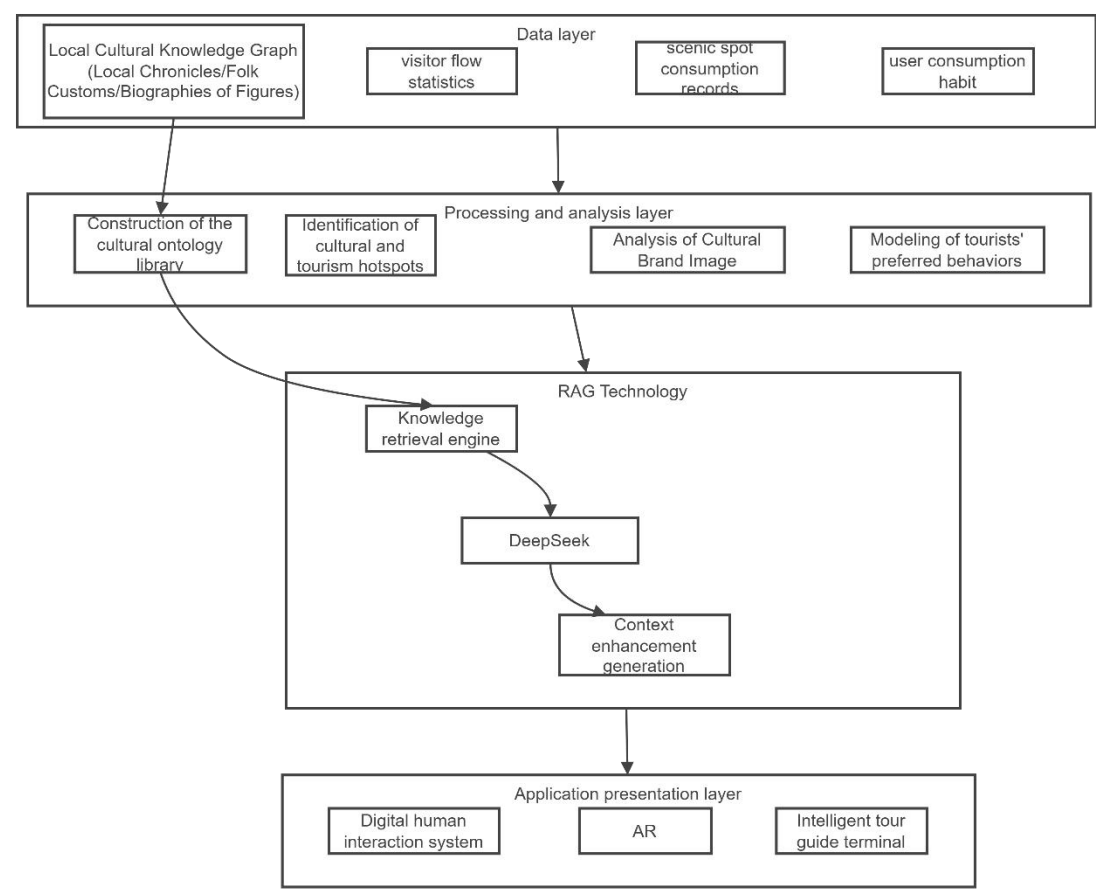 Data layer
Local Cultural Knowledge Graph
(Local Chronicles/Folk
Customs/Biographies of Figures)
visitor flow
statistics
scenic spot
consumption
records
user consumption
habit
Processing and analysis layer
Construction of the
cultural ontology
library
Identification of
cultural and
tourism hotspots
Analysis of Cultural
Brand Image
Modeling of tourists'
preferred behaviors
RAG Technology
Knowledge
retrieval engine
DeepSeek
Context
enhancement
generation
Application presentation layer
Digital human
interaction system
AR
Intelligent tour
guide terminal